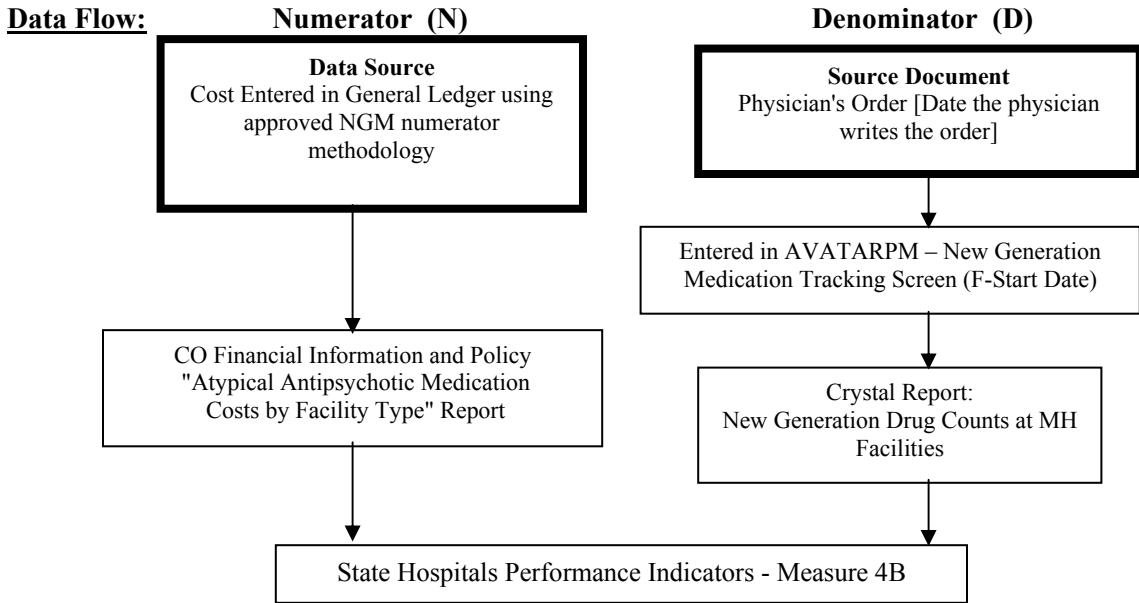 Data Flow: Numerator (N) Denominator (D)
Data Source
Cost Entered in General Ledger using
approved NGM numerator
methodology
Source Document
Physician's Order [Date the physician
writes the order]
Entered in AVATARPM – New Generation
Medication Tracking Screen (F-Start Date)
CO Financial Information and Policy
"Atypical Antipsychotic Medication
Costs by Facility Type" Report
Crystal Report:
New Generation Drug Counts at MH
Facilities
State Hospitals Performance Indicators - Measure 4B